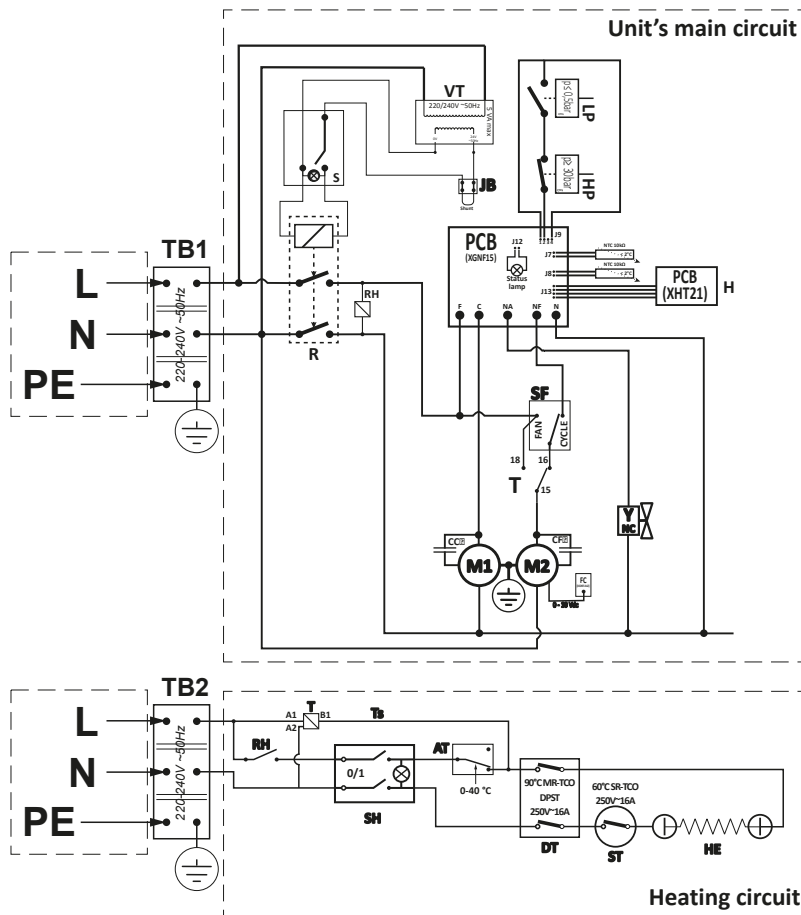 Unit's main circuit
VT
220/240V ~50Hz
5 VA max
S
JB
Shunt
p≤ 0,5bar
LP
p≥ 30bar
HP
PCB
(XGNF15)
J12
Status
lamp
J9
J7
J8
J13
NTC 10kΩ
NTC 10kΩ
PCB
(XHT21)
H
F
C
NA
NF
N
TB1
L
N
PE
220-240V ~50Hz
RH
R
SF
FAN
CYCLE
18
16
T
15
CC
M1
M2
CF
FC
0 - 10 Vdc
Y
NC
TB2
L
N
PE
220-240V ~50Hz
T
A1
B1
A2
Ts
RH
0/1
SH
AT
0-40 °C
90°C MR-TCO
DPST
250V~16A
DT
60°C SR-TCO
250V~16A
ST
HE
Heating circuit